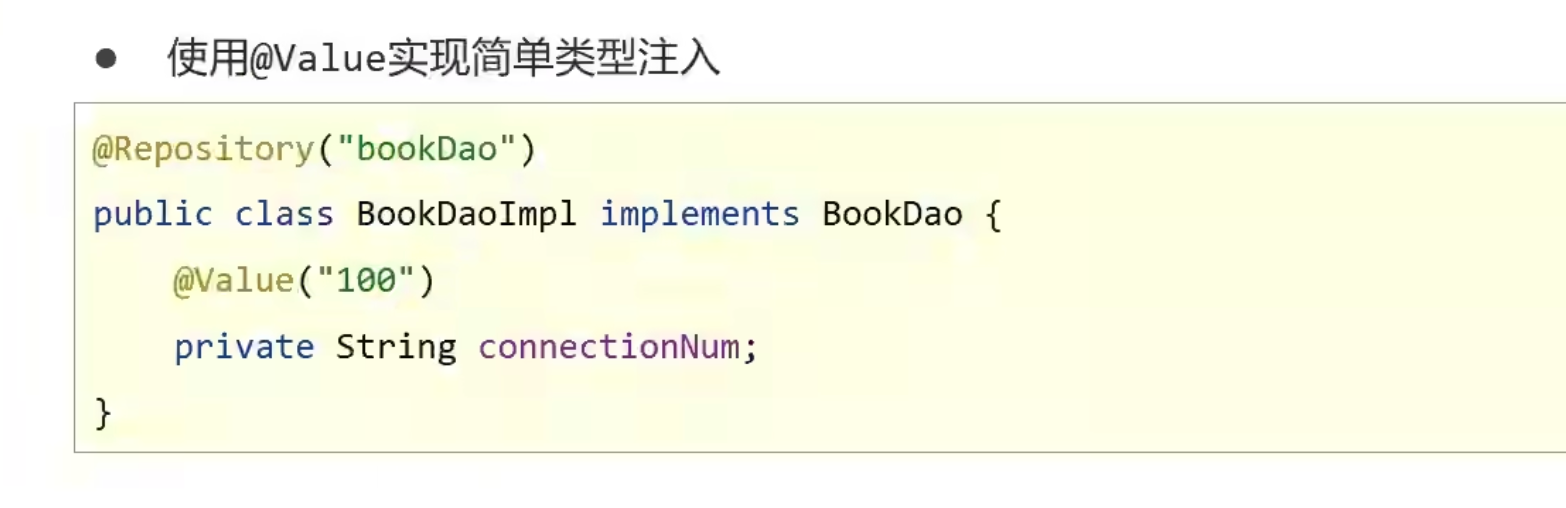 ● 使用@Value实现简单类型注入
@Repository("bookDao")
public class BookDaoImpl implements BookDao {
    @Value("100")
    private String connectionNum;
}